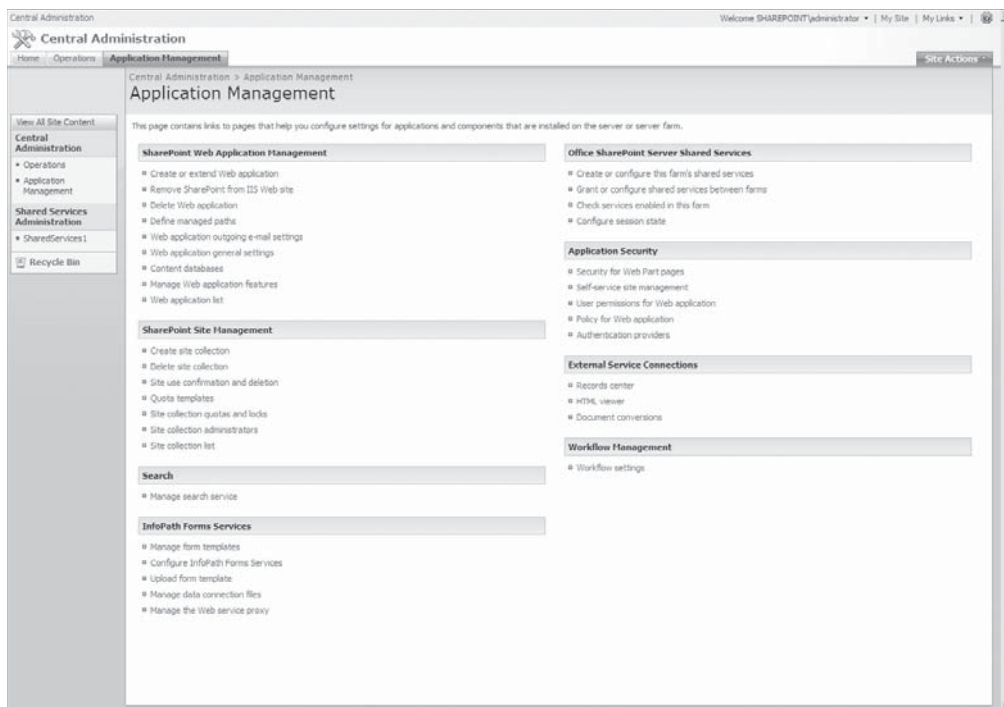 Central Administration
Welcome SHAREPOINT\administrator
My Site
My Links
Central Administration
Home
Operations
Application Management
Site Actions
Central Administration > Application Management
Application Management
View All Site Content
Central
Administration
Operations
Application
Management
Shared Services
Administration
SharedServices1
Recycle Bin
This page contains links to pages that help you configure settings for applications and components that are installed on the server or server farm.
SharePoint Web Application Management
Create or extend Web application
Remove SharePoint from IIS Web site
Delete Web application
Define managed paths
Web application outgoing e-mail settings
Web application general settings
Content databases
Manage Web application features
Web application list
SharePoint Site Management
Create site collection
Delete site collection
Site use confirmation and deletion
Quota templates
Site collection quotas and locks
Site collection administrators
Site collection list
Search
Manage search service
InfoPath Forms Services
Manage form templates
Configure InfoPath Forms Services
Upload form template
Manage data connection files
Manage the Web service proxy
Office SharePoint Server Shared Services
Create or configure this farm's shared services
Grant or configure shared services between farms
Check services enabled in this farm
Configure session state
Application Security
Security for Web Part pages
Self-service site management
User permissions for Web application
Policy for Web application
Authentication providers
External Service Connections
Records center
HTML viewer
Document conversions
Workflow Management
Workflow settings